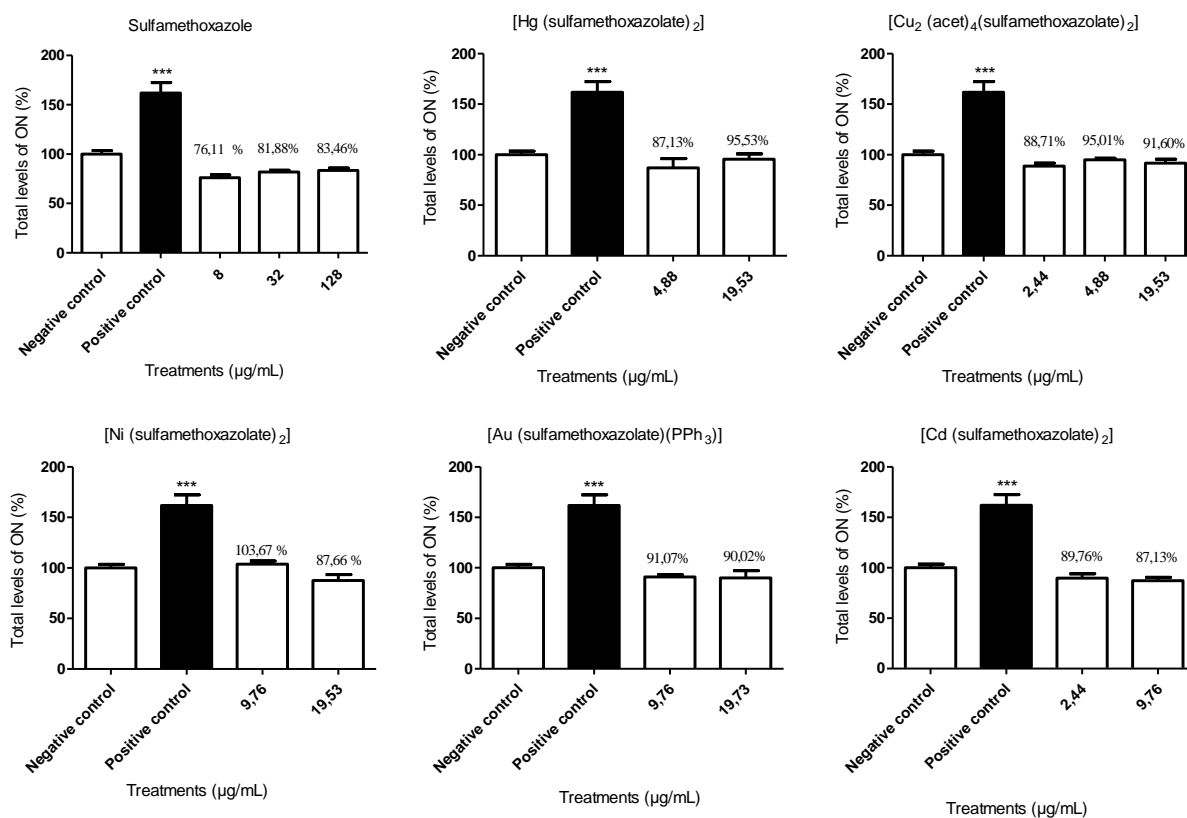 Sulfamethoxazole
Total levels of ON (%)
200
150
100
50
0
***
76,11 %
81,88%
83,46%
Negative control
Positive control
8
32
128
Treatments (µg/mL)
[Hg (sulfamethoxazolate)2]
Total levels of ON (%)
200
150
100
50
0
***
87,13%
95,53%
Negative control
Positive control
4,88
19,53
Treatments (µg/mL)
[Cu2 (acet)4(sulfamethoxazolate)2]
Total levels of ON (%)
200
150
100
50
0
***
88,71%
95,01%
91,60%
Negative control
Positive control
2,44
4,88
19,53
Treatments (µg/mL)
[Ni (sulfamethoxazolate)2]
Total levels of ON (%)
200
150
100
50
0
***
103,67 %
87,66 %
Negative control
Positive control
9,76
19,53
Treatments (µg/mL)
[Au (sulfamethoxazolate)(PPh3)]
Total levels of ON (%)
200
150
100
50
0
***
91,07%
90,02%
Negative control
Positive control
9,76
19,73
Treatments (µg/mL)
[Cd (sulfamethoxazolate)2]
Total levels of ON (%)
200
150
100
50
0
***
89,76%
87,13%
Negative control
Positive control
2,44
9,76
Treatments (µg/mL)